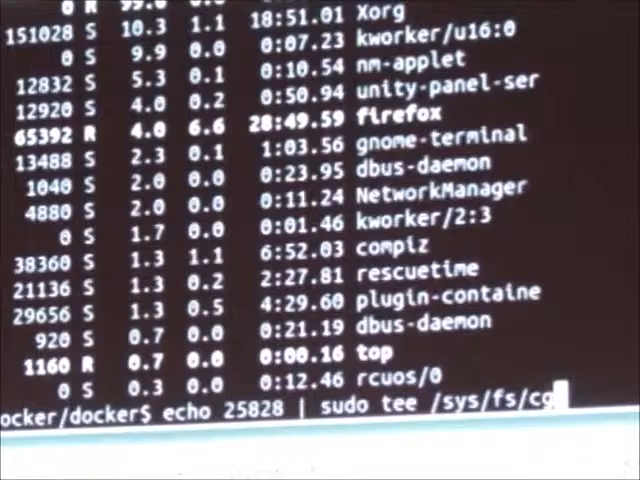 0 R 99.0 0.0
151028 S 10.3 1.1 18:51.01 Xorg
0 S 9.9 0.0 0:07.23 kworker/u16:0
12832 S 5.3 0.1 0:10.54 nm-applet
12920 S 4.0 0.2 0:50.94 unity-panel-ser
65392 R 4.0 6.6 28:49.59 firefox
13488 S 2.3 0.1 1:03.56 gnome-terminal
1040 S 2.0 0.0 0:23.95 dbus-daemon
4880 S 2.0 0.0 0:11.24 NetworkManager
0 S 1.7 0.0 0:01.46 kworker/2:3
38360 S 1.3 1.1 6:52.03 compiz
21136 S 1.3 0.2 2:27.81 rescuetime
29656 S 1.3 0.5 4:29.60 plugin-containe
920 S 0.7 0.0 0:21.19 dbus-daemon
1160 R 0.7 0.0 0:00.16 top
0 S 0.3 0.0 0:12.46 rcuos/0
ocker/docker$ echo 25828 | sudo tee /sys/fs/cg